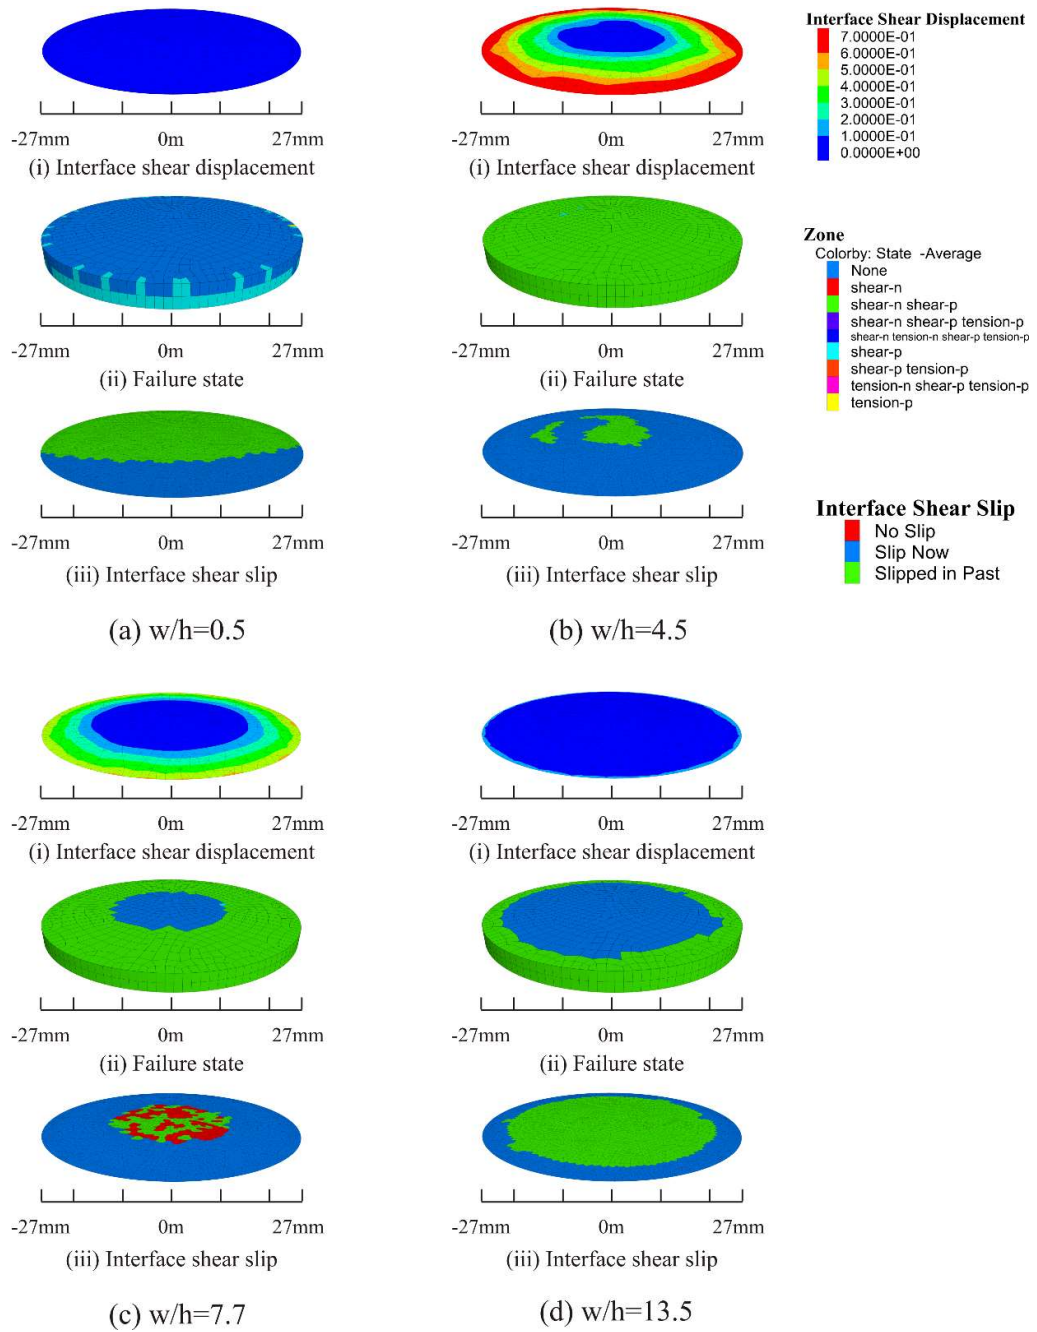 -27mm 0m 27mm
(i) Interface shear displacement
-27mm 0m 27mm
(ii) Failure state
-27mm 0m 27mm
(iii) Interface shear slip
(a) w/h=0.5
-27mm 0m 27mm
(i) Interface shear displacement
-27mm 0m 27mm
(ii) Failure state
-27mm 0m 27mm
(iii) Interface shear slip
(b) w/h=4.5
Interface Shear Displacement
7.0000E-01
6.0000E-01
5.0000E-01
4.0000E-01
3.0000E-01
2.0000E-01
1.0000E-01
0.0000E+00
Zone
Colorby: State -Average
None
shear-n
shear-n shear-p
shear-n shear-p tension-p
shear-n tension-n shear-p tension-p
shear-p
shear-p tension-p
tension-n shear-p tension-p
tension-p
Interface Shear Slip
No Slip
Slip Now
Slipped in Past
-27mm 0m 27mm
(i) Interface shear displacement
-27mm 0m 27mm
(ii) Failure state
-27mm 0m 27mm
(iii) Interface shear slip
(c) w/h=7.7
-27mm 0m 27mm
(i) Interface shear displacement
-27mm 0m 27mm
(ii) Failure state
-27mm 0m 27mm
(iii) Interface shear slip
(d) w/h=13.5